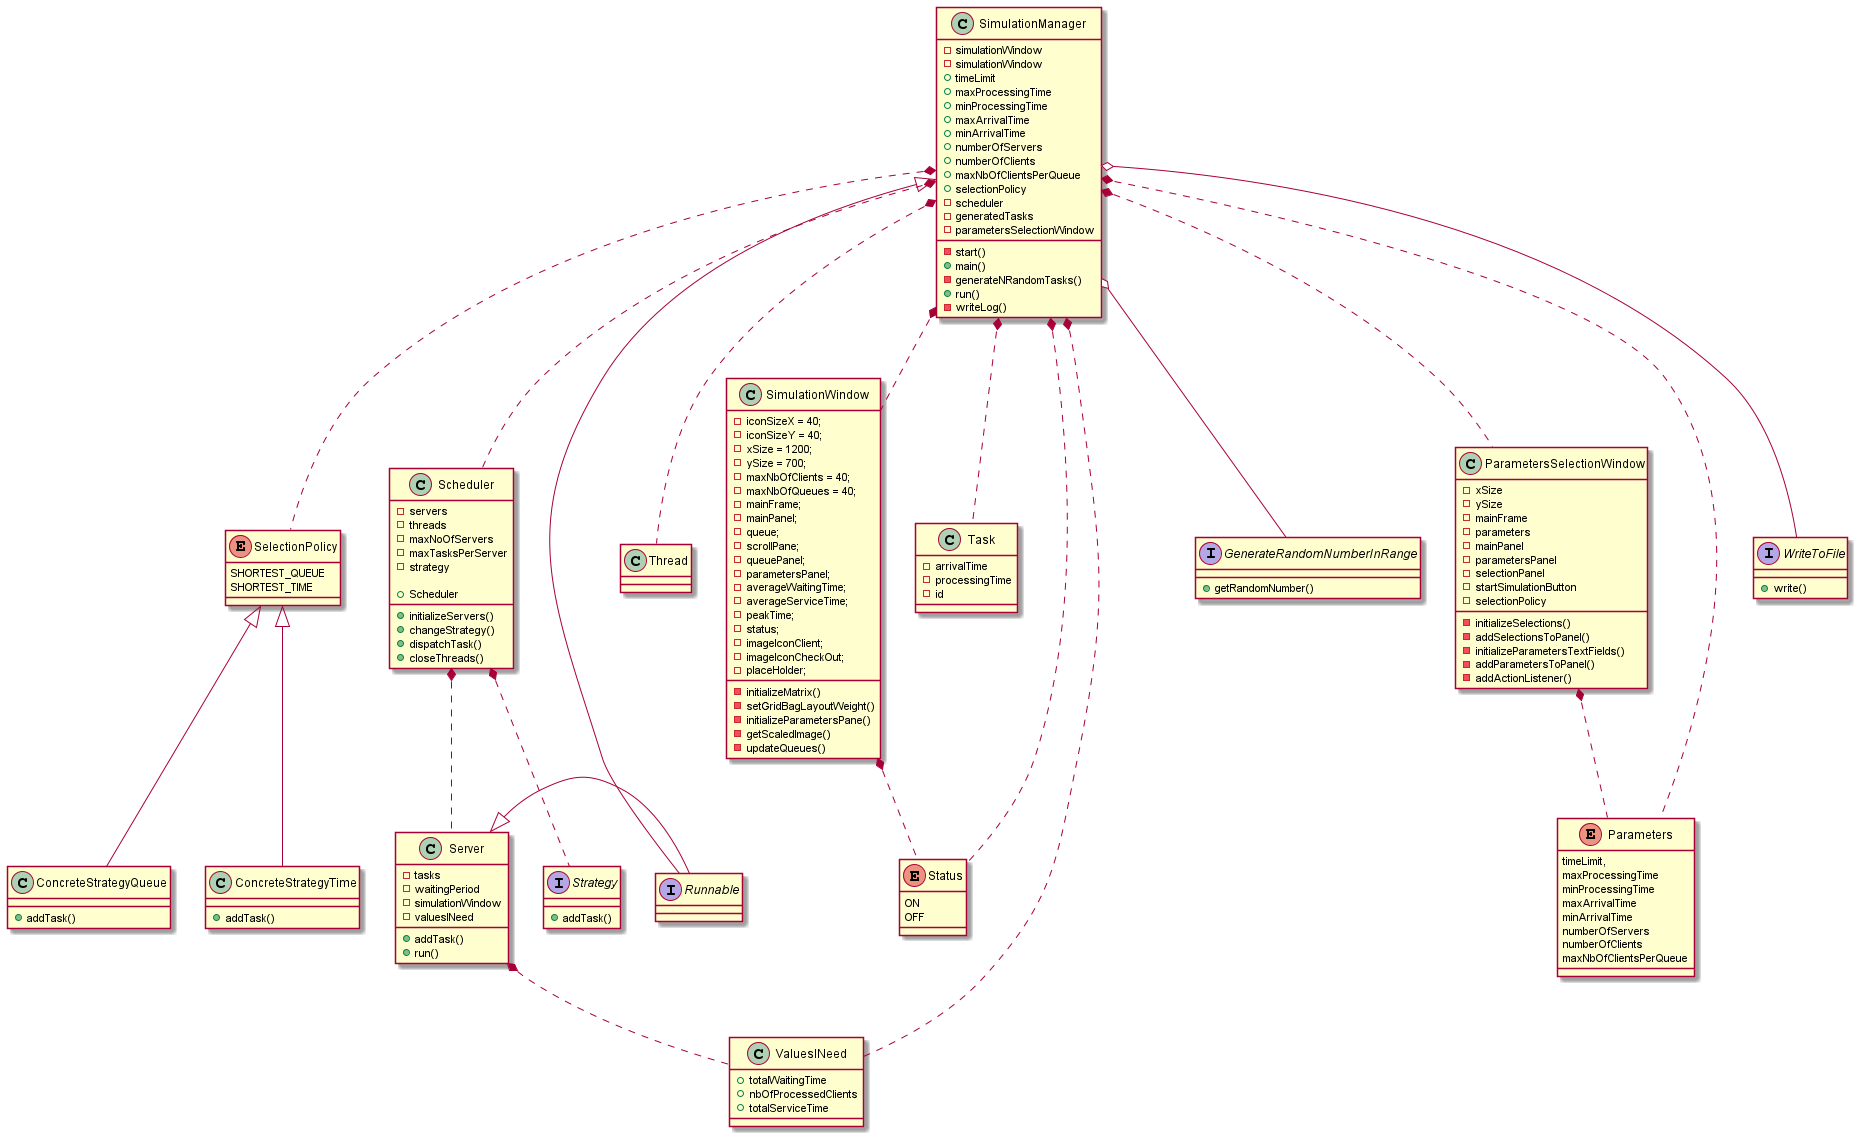 C SimulationManager
simulationWindow
simulationWindow
timeLimit
maxProcessingTime
minProcessingTime
maxArrivalTime
minArrivalTime
numberOfServers
numberOfClients
maxNbOfClientsPerQueue
selectionPolicy
scheduler
generatedTasks
parametersSelectionWindow
start()
main()
generateNRandomTasks()
run()
writeLog()
C SimulationWindow
iconSizeX = 40;
iconSizeY = 40;
xSize = 1200;
ySize = 700;
maxNbOfClients = 40;
maxNbOfQueues = 40;
mainFrame;
mainPanel;
queue;
scrollPane;
queuePanel;
parametersPanel;
averageWaitingTime;
averageServiceTime;
peakTime;
status;
imageIconClient;
imageIconCheckOut;
placeHolder;
initializeMatrix()
setGridBagLayoutWeight()
initializeParametersPane()
getScaledImage()
updateQueues()
C ParametersSelectionWindow
xSize
ySize
mainFrame
parameters
mainPanel
parametersPanel
selectionPanel
startSimulationButton
selectionPolicy
initializeSelections()
addSelectionsToPanel()
initializeParametersTextFields()
addParametersToPanel()
addActionListener()
C Scheduler
servers
threads
maxNoOfServers
maxTasksPerServer
strategy
Scheduler
initializeServers()
changeStrategy()
dispatchTask()
closeThreads()
E SelectionPolicy
SHORTEST_QUEUE
SHORTEST_TIME
C Thread
C Task
arrivalTime
processingTime
id
I GenerateRandomNumberInRange
getRandomNumber()
I WriteToFile
write()
C ConcreteStrategyQueue
addTask()
C ConcreteStrategyTime
addTask()
C Server
tasks
waitingPeriod
simulationWindow
valuesINeed
addTask()
run()
I Strategy
addTask()
I Runnable
E Status
ON
OFF
E Parameters
timeLimit,
maxProcessingTime
minProcessingTime
maxArrivalTime
minArrivalTime
numberOfServers
numberOfClients
maxNbOfClientsPerQueue
C ValuesINeed
totalWaitingTime
nbOfProcessedClients
totalServiceTime